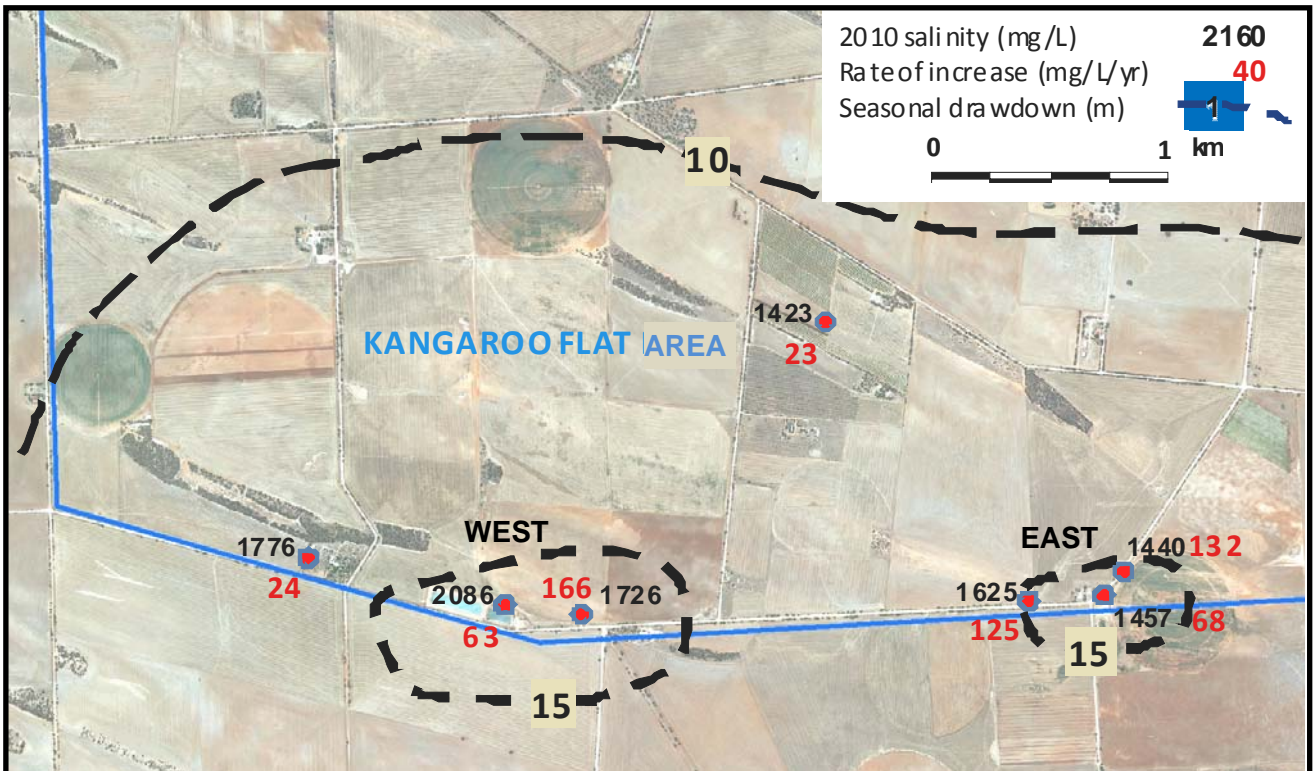 2010 salinity (mg/L) 2160
Rate of increase (mg/L/yr) 40
Seasonal drawdown (m) 1
0 1 km
10
1423
23
KANGAROO FLAT AREA
WEST
EAST
1776
24
2086
63
166
1726
1440 132
1625
125
1457 68
15
15